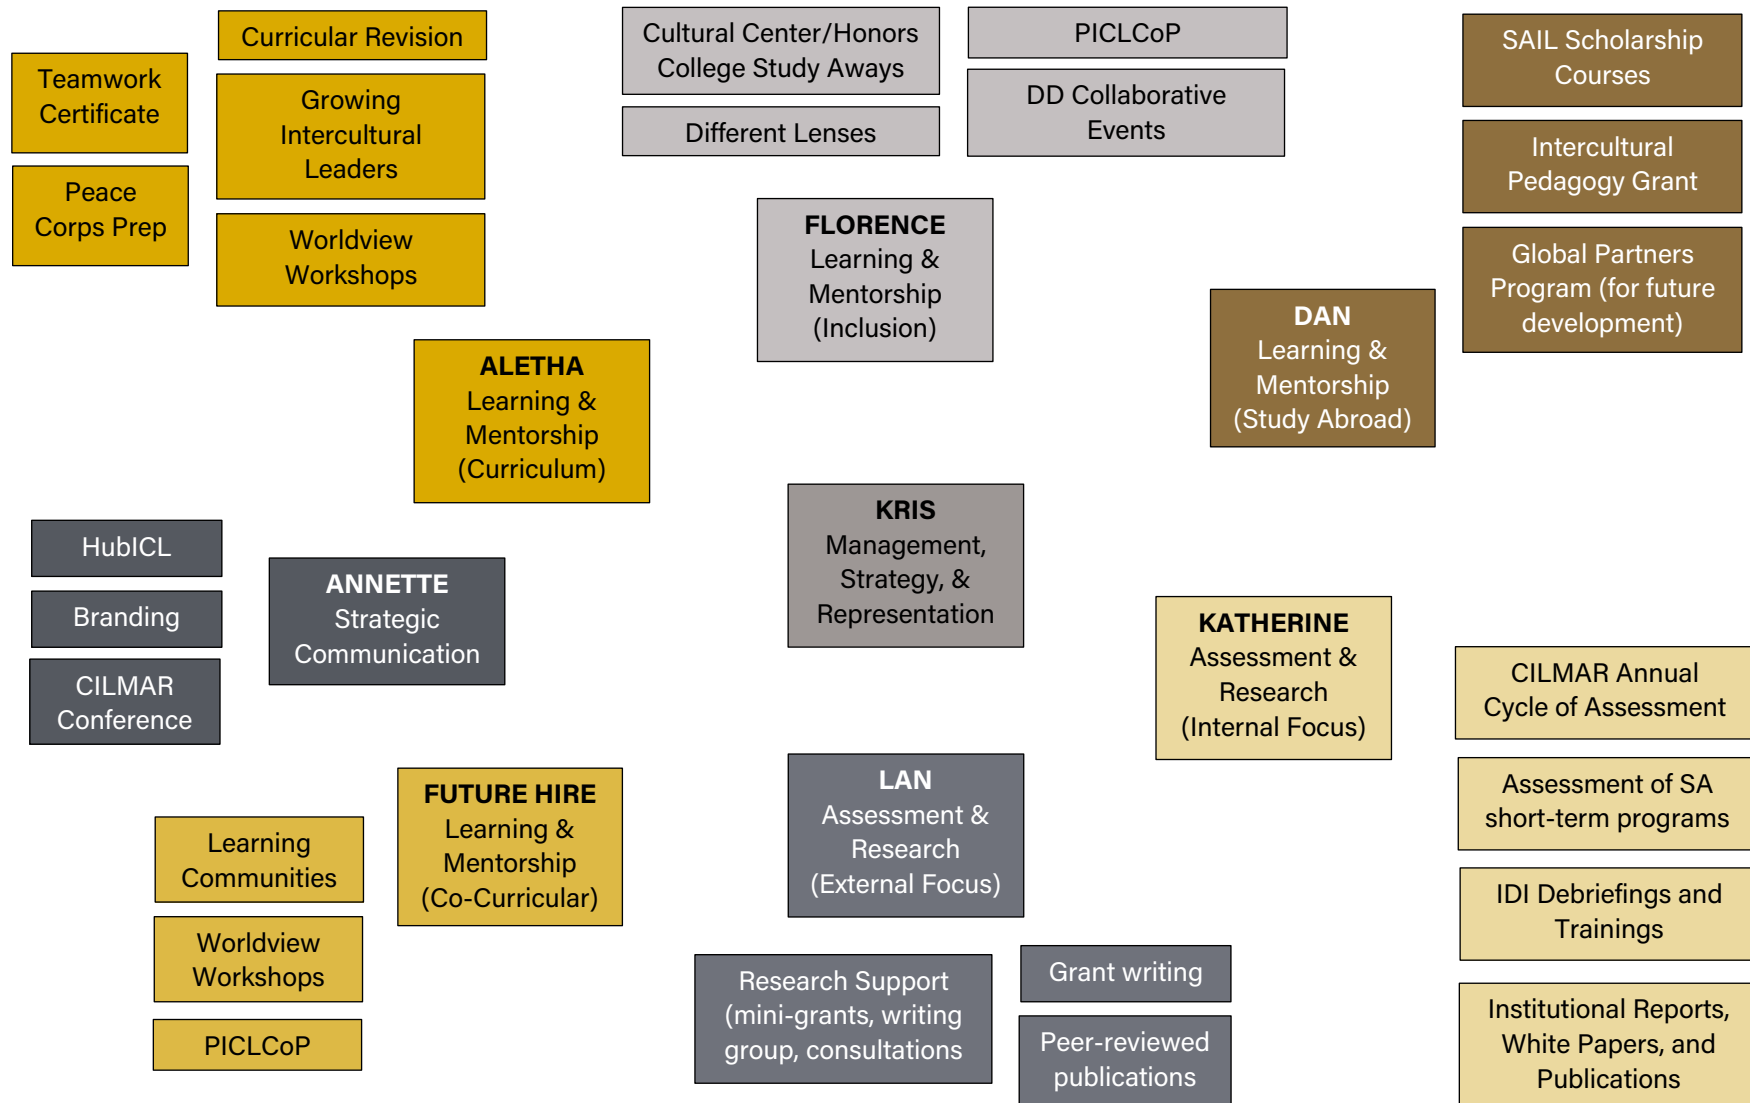 Curricular Revision
Teamwork
Certificate
Growing
Intercultural
Leaders
Peace
Corps Prep
Worldview
Workshops
ALETHA
Learning &
Mentorship
(Curriculum)
Cultural Center/Honors
College Study Aways
Different Lenses
PICLCoP
DD Collaborative
Events
FLORENCE
Learning &
Mentorship
(Inclusion)
SAIL Scholarship
Courses
Intercultural
Pedagogy Grant
Global Partners
Program (for future
development)
DAN
Learning &
Mentorship
(Study Abroad)
KRIS
Management,
Strategy, &
Representation
HubICL
Branding
CILMAR
Conference
ANNETTE
Strategic
Communication
KATHERINE
Assessment &
Research
(Internal Focus)
CILMAR Annual
Cycle of Assessment
Assessment of SA
short-term programs
IDI Debriefings and
Trainings
Institutional Reports,
White Papers, and
Publications
FUTURE HIRE
Learning &
Mentorship
(Co-Curricular)
Learning
Communities
Worldview
Workshops
PICLCoP
LAN
Assessment &
Research
(External Focus)
Research Support
(mini-grants, writing
group, consultations
Grant writing
Peer-reviewed
publications